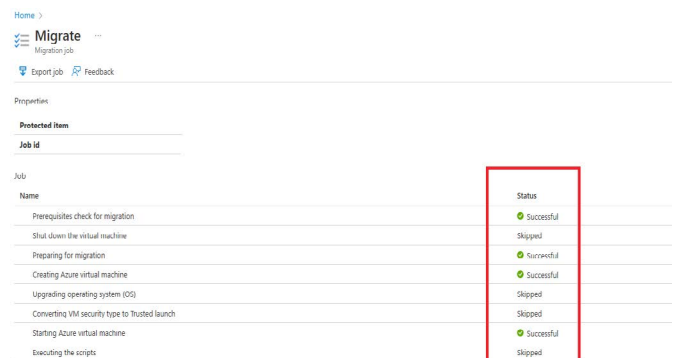 Home >
Migrate ...
Migration job
Export job Feedback
Properties
Protected item
Job id
Job
Name Status
Prerequisites check for migration Successful
Shut down the virtual machine Skipped
Preparing for migration Successful
Creating Azure virtual machine Successful
Upgrading operating system (OS) Skipped
Converting VM security type to Trusted launch Skipped
Starting Azure virtual machine Successful
Executing the scripts Skipped